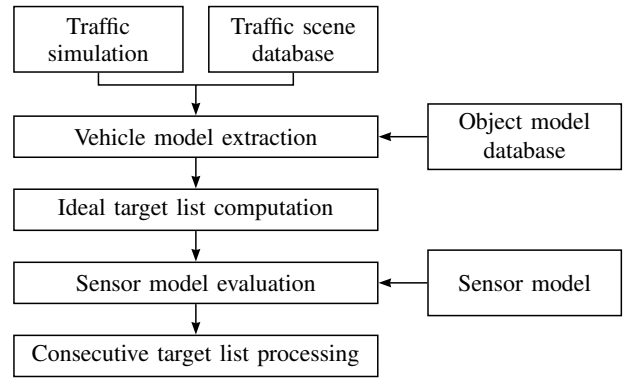 Traffic
simulation
Traffic scene
database
Vehicle model extraction
Object model
database
Ideal target list computation
Sensor model evaluation
Sensor model
Consecutive target list processing